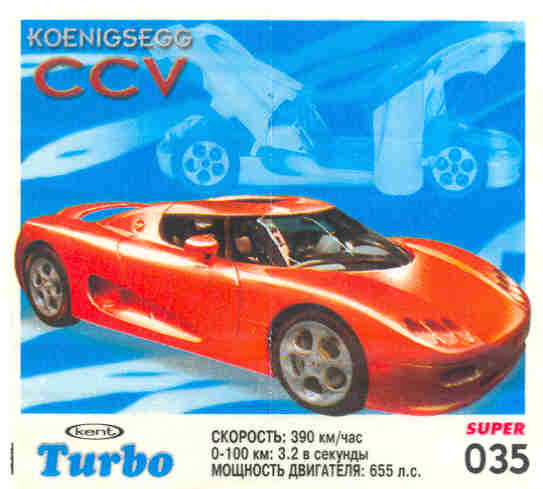 KOENIGSEGG
CCV
kent
Turbo
СКОРОСТЬ: 390 км/час
0-100 км: 3.2 в секунды
МОЩНОСТЬ ДВИГАТЕЛЯ: 655 л.с.
SUPER
035